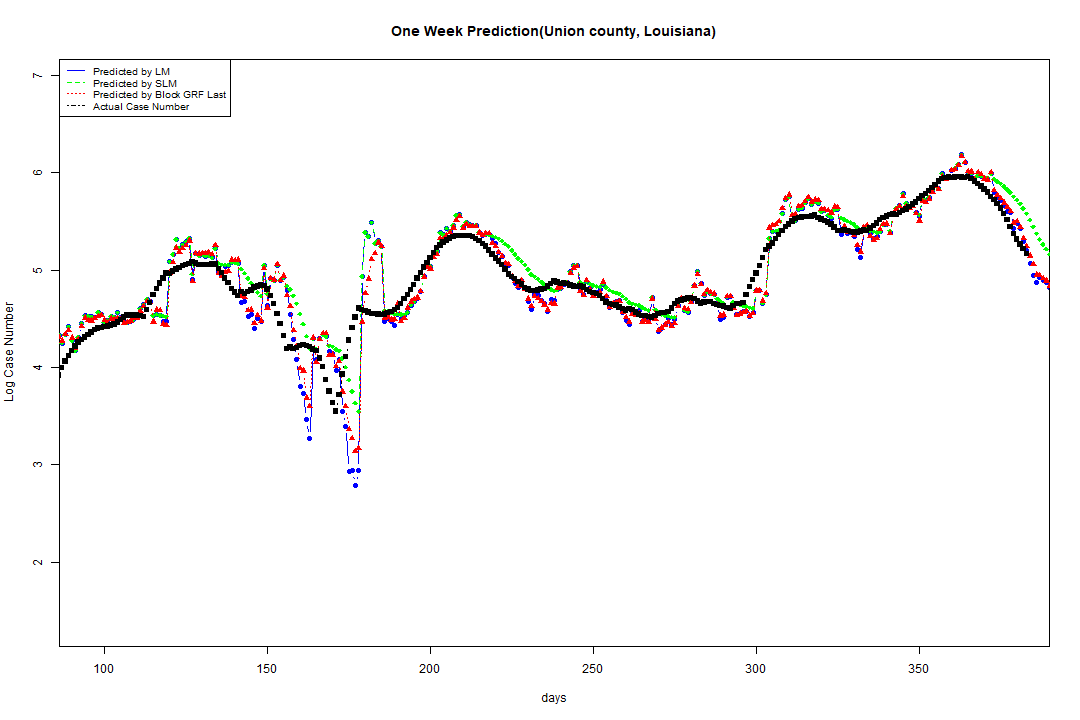 One Week Prediction(Union county, Louisiana)
Predicted by LM
Predicted by SLM
Predicted by Block GRF Last
Actual Case Number
7
6
5
4
3
2
Log Case Number
100 150 200 250 300 350
days